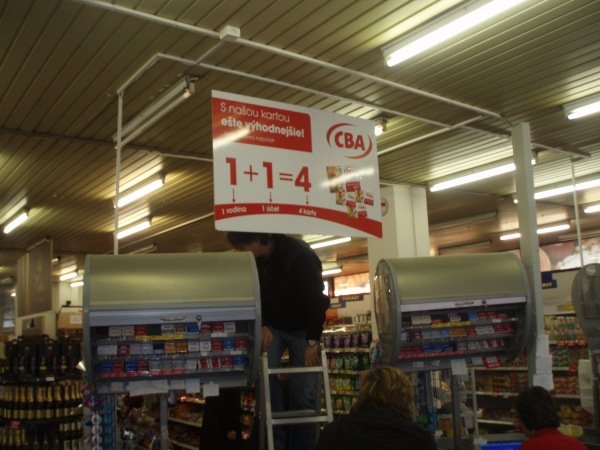 S našou kartou
ešte výhodnejšie!
CBA
1+1=4
1 rodina 1 účet 4 karty